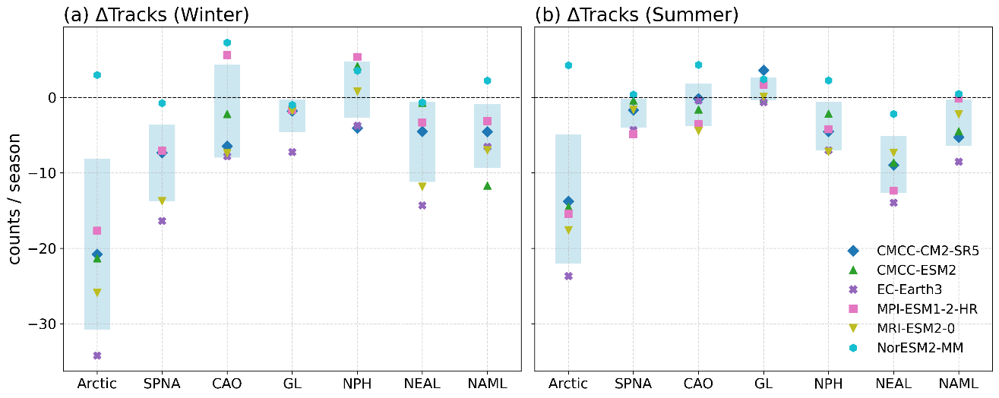 (a) ΔTracks (Winter)
(b) ΔTracks (Summer)
counts / season
0
−10
−20
−30
Arctic SPNA CAO GL NPH NEAL NAML
Arctic SPNA CAO GL NPH NEAL NAML
CMCC-CM2-SR5
CMCC-ESM2
EC-Earth3
MPI-ESM1-2-HR
MRI-ESM2-0
NorESM2-MM